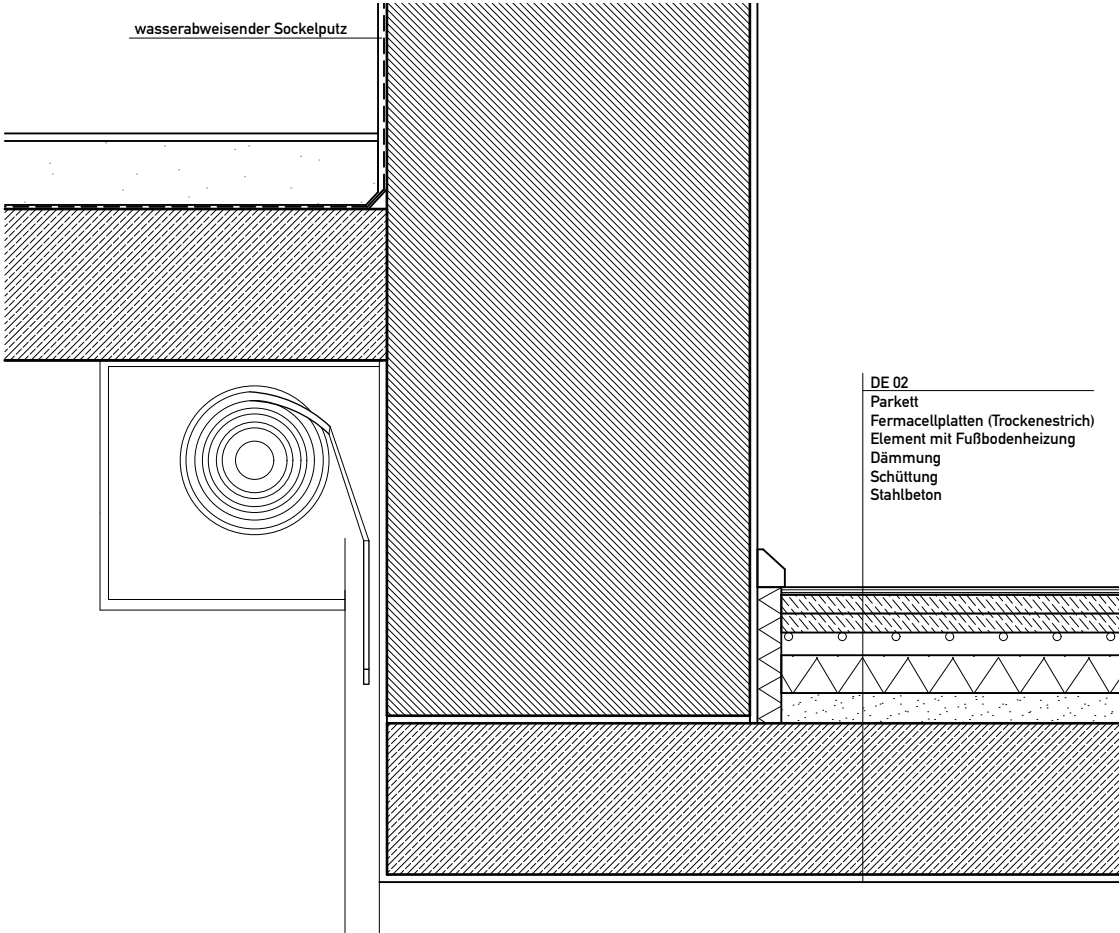 wasserabweisender Sockelputz
DE 02
Parkett
Fermacellplatten (Trockenestrich)
Element mit Fußbodenheizung
Dämmung
Schüttung
Stahlbeton